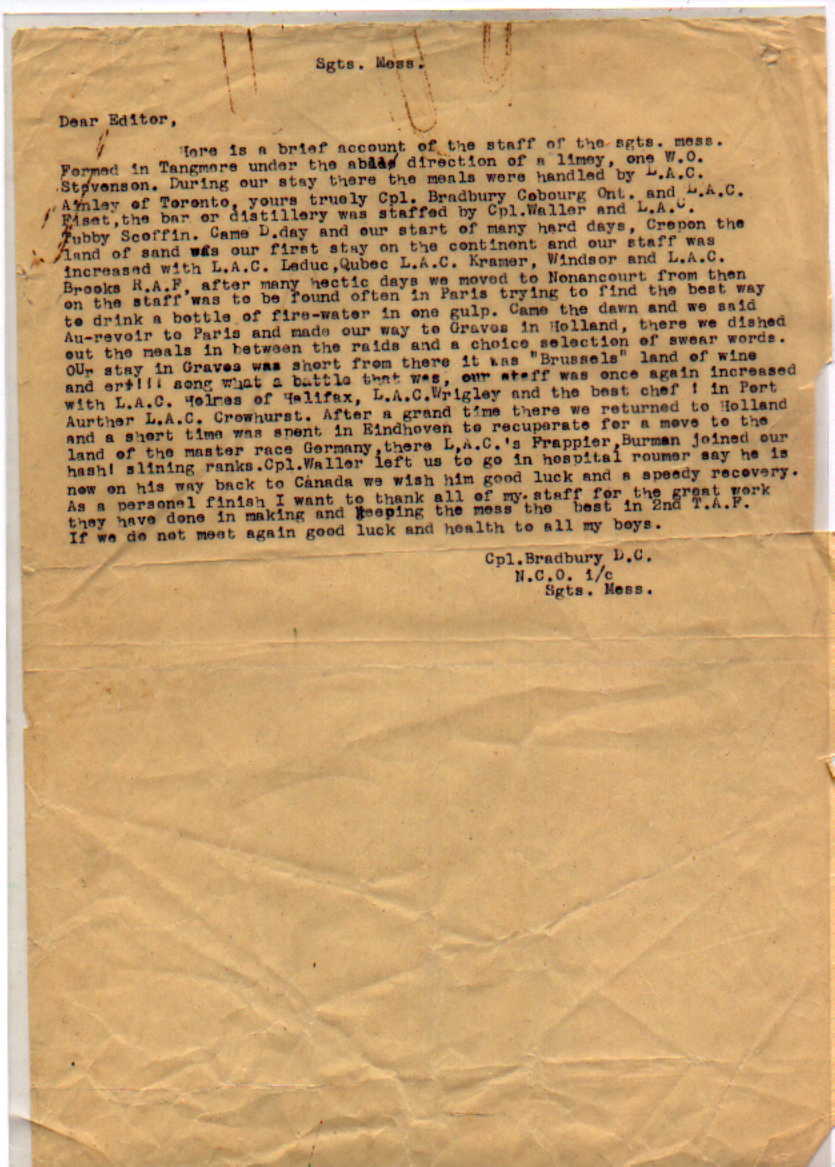 Sgts. Mess.
Dear Editor,
Here is a brief account of the staff of the sgts. mess.
Formed in Tangmere under the direction of a limey, one W.O.
Stevenson. During our stay there the meals were handled by L.A.C.
Ainley of Toronto, yours truely Cpl. Bradbury Cobourg Ont. and L.A.C.
Fiset,the bar or distillery was staffed by Cpl.Waller and L.A.C.
Tubby Scoffin. Came D.day and our start of many hard days, Crepon the
land of sand was our first stay on the continent and our staff was
increased with L.A.C. Leduc,Qubec L.A.C. Kramer, Windsor and L.A.C.
Brooks R.A.F, after many hectic days we moved to Nonancourt from then
on the staff was to be found often in Paris trying to find the best way
to drink a bottle of fire-water in one gulp. Came the dawn and we said
Au-revoir to Paris and made our way to Graves in Holland, there we dished
out the meals in between the raids and a choice selection of swear words.
OUr stay in Graves was short from there it was "Brussels" land of wine
and er!!!! song what a battle that was, our staff was once again increased
with L.A.C. Holmes of Halifax, L.A.C.Wrigley and the best chef ! in Port
Aurther L.A.C. Crowhurst. After a grand time there we returned to Holland
and a short time was spent in Eindhoven to recuperate for a move to the
land of the master race Germany,there L,A.C.'s Frappier,Burman joined our
hash! slining ranks.Cpl.Waller left us to go in hospital roumer say he is
now on his way back to Canada we wish him good luck and a speedy recovery.
As a personel finish I want to thank all of my.staff for the great work
they have done in making and keeping the mess the best in 2nd T.A.F.
If we do not meet again good luck and health to all my boys.
Cpl.Bradbury D.C.
N.C.O. i/c
Sgts. Mess.